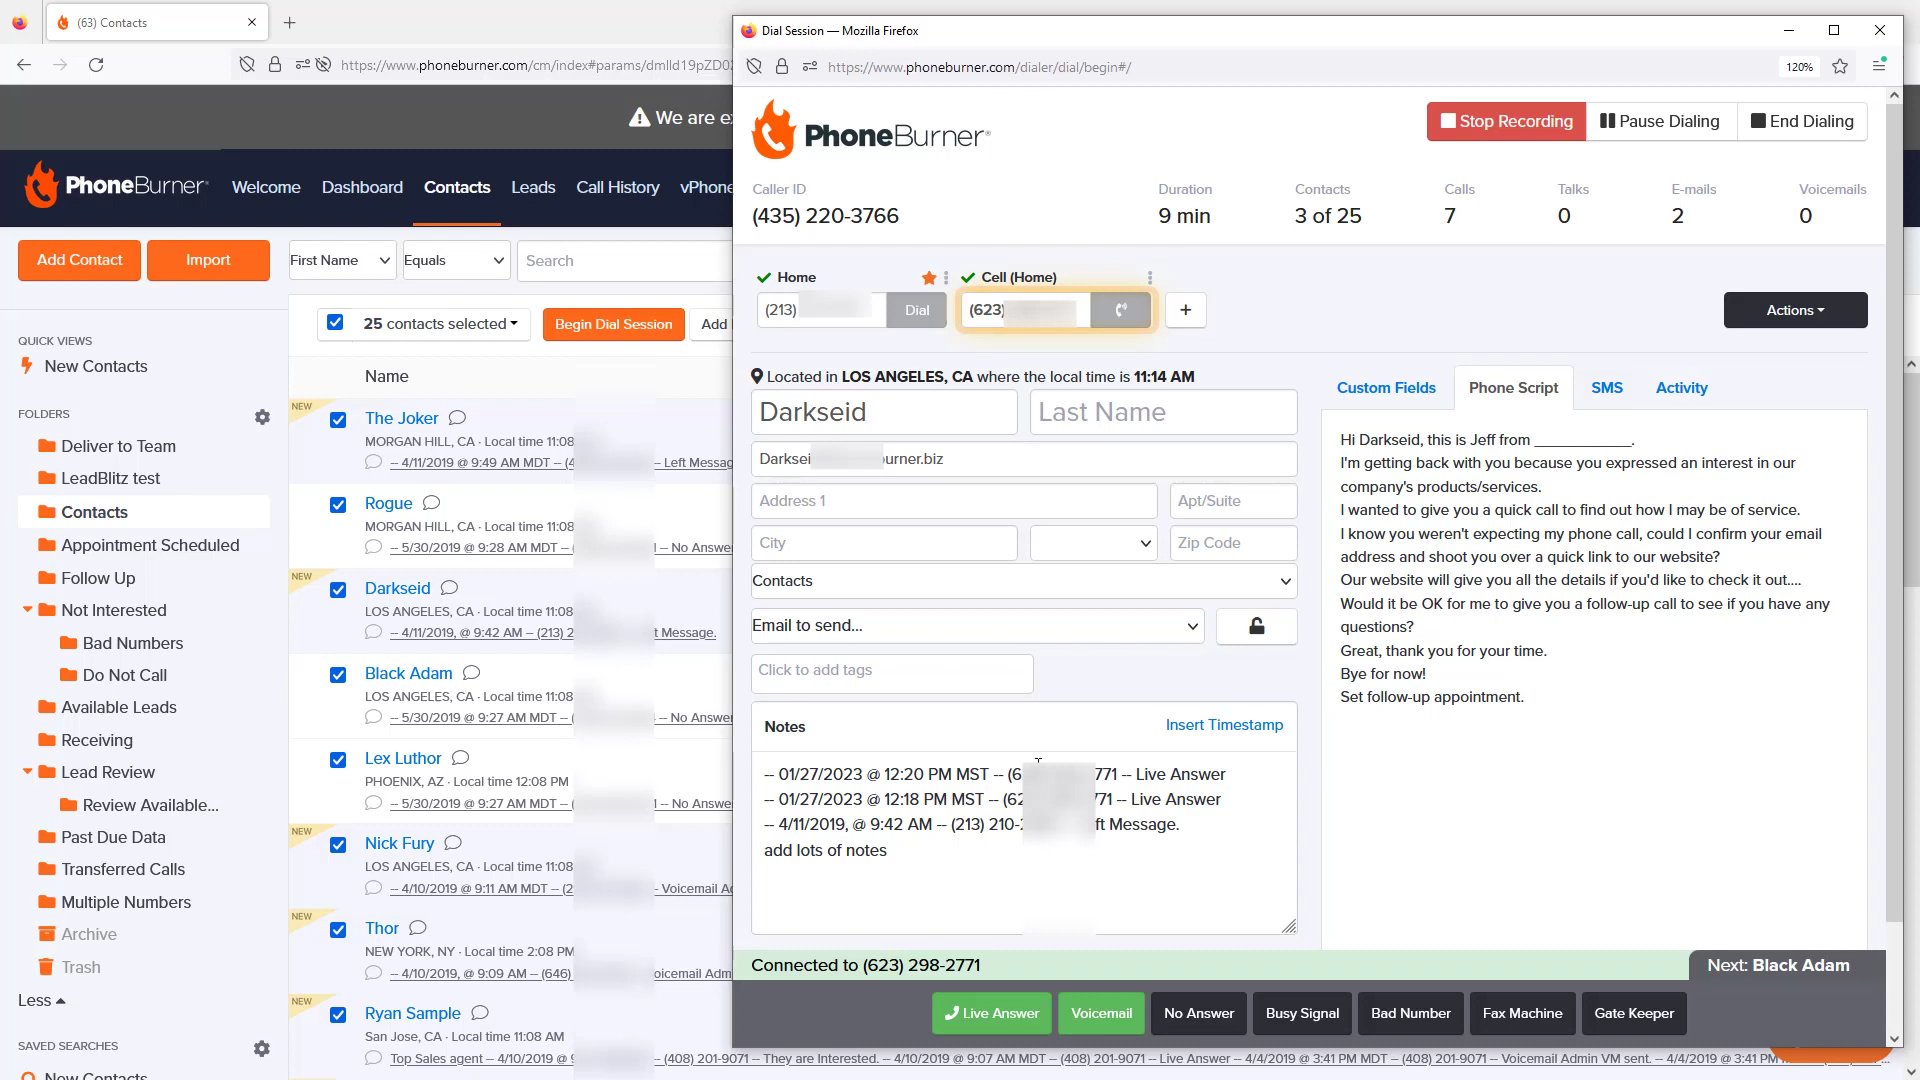 (63) Contacts
https://www.phoneburner.com/cm/index#params/dmlld19pZD0
We are e
PhoneBurner
Welcome
Dashboard
Contacts
Leads
Call History
vPhone
Add Contact
Import
First Name
Equals
Search
25 contacts selected
Begin Dial Session
Add
QUICK VIEWS
New Contacts
FOLDERS
Deliver to Team
LeadBlitz test
Contacts
Appointment Scheduled
Follow Up
Not Interested
Bad Numbers
Do Not Call
Available Leads
Receiving
Lead Review
Review Available...
Past Due Data
Transferred Calls
Multiple Numbers
Archive
Trash
Less
SAVED SEARCHES
New Contacts
Name
NEW
The Joker
MORGAN HILL, CA · Local time 11:08
-- 4/11/2019 @ 9:49 AM MDT -- (4 -- Left Messag
Rogue
MORGAN HILL, CA · Local time 11:08
-- 5/30/2019 @ 9:28 AM MDT -- ( -- No Answe
NEW
Darkseid
LOS ANGELES, CA · Local time 11:08
-- 4/11/2019, @ 9:42 AM -- (213) 2 t Message.
Black Adam
LOS ANGELES, CA · Local time 11:08
-- 5/30/2019 @ 9:27 AM MDT -- ( -- No Answer
Lex Luthor
PHOENIX, AZ · Local time 12:08 PM
-- 5/30/2019 @ 9:27 AM MDT -- ( -- No Answe
NEW
Nick Fury
LOS ANGELES, CA · Local time 11:08
-- 4/10/2019 @ 9:11 AM MDT -- (2 - Voicemail Ad
NEW
Thor
NEW YORK, NY · Local time 2:08 PM
-- 4/10/2019, @ 9:09 AM -- (646) oicemail Adm
NEW
Ryan Sample
San Jose, CA · Local time 11:08 AM
Top Sales agent -- 4/10/2019 @ 9 -- (408) 201-9071 -- They are Interested. -- 4/10/2019 @ 9:07 AM MDT -- (408) 201-9071 -- Live Answer -- 4/4/2019 @ 3:41 PM MDT -- (408) 201-9071 -- Voicemail Admin VM sent. -- 4/4/2019 @ 3:41 PM
Dial Session — Mozilla Firefox
https://www.phoneburner.com/dialer/dial/begin#/
120%
PhoneBurner
Stop Recording
Pause Dialing
End Dialing
Caller ID
(435) 220-3766
Duration
9 min
Contacts
3 of 25
Calls
7
Talks
0
E-mails
2
Voicemails
0
Home
(213)
Dial
Cell (Home)
(623)
+
Actions
Located in LOS ANGELES, CA where the local time is 11:14 AM
Darkseid
Last Name
Darksei urner.biz
Address 1
Apt/Suite
City
Zip Code
Contacts
Email to send...
Click to add tags
Notes
Insert Timestamp
-- 01/27/2023 @ 12:20 PM MST -- (6 771 -- Live Answer
-- 01/27/2023 @ 12:18 PM MST -- (62 71 -- Live Answer
-- 4/11/2019, @ 9:42 AM -- (213) 210- ft Message.
add lots of notes
Custom Fields
Phone Script
SMS
Activity
Hi Darkseid, this is Jeff from ____________.
I'm getting back with you because you expressed an interest in our
company's products/services.
I wanted to give you a quick call to find out how I may be of service.
I know you weren't expecting my phone call, could I confirm your email
address and shoot you over a quick link to our website?
Our website will give you all the details if you'd like to check it out....
Would it be OK for me to give you a follow-up call to see if you have any
questions?
Great, thank you for your time.
Bye for now!
Set follow-up appointment.
Connected to (623) 298-2771
Next: Black Adam
Live Answer
Voicemail
No Answer
Busy Signal
Bad Number
Fax Machine
Gate Keeper